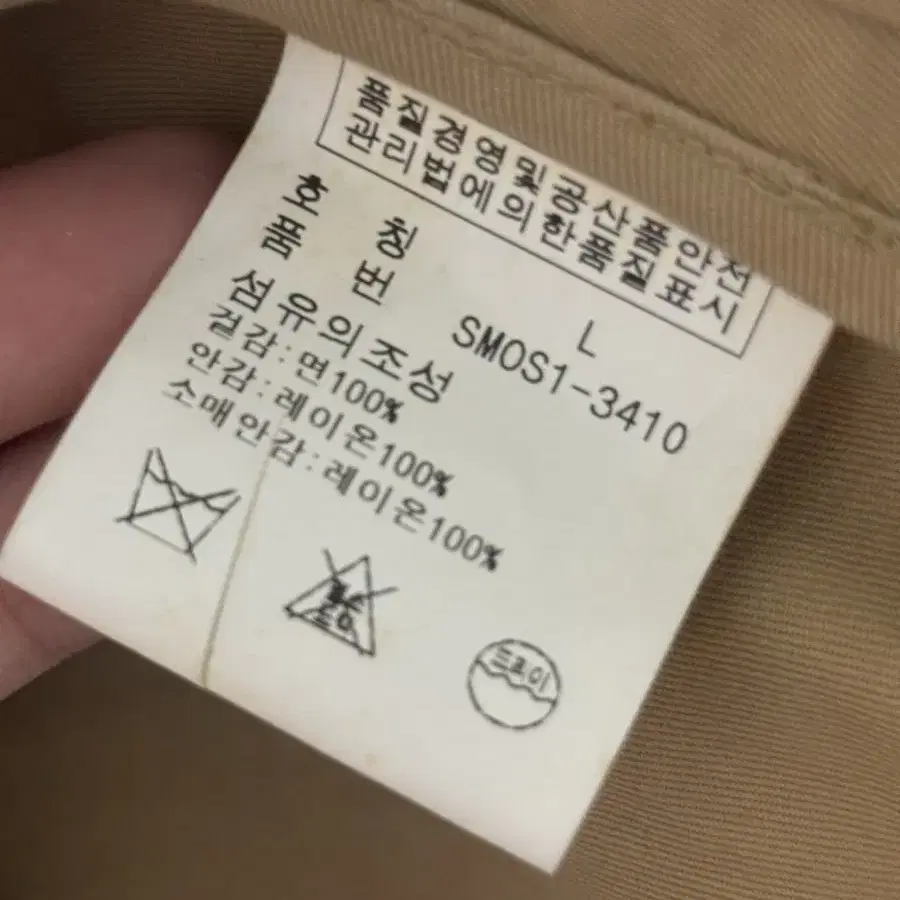 품질경영및공산품안전
관리법에의한품질표시
호칭 L
품번 SMOS1-3410
섬유의조성
겉감:면100%
안감:레이온100%
소매안감:레이온100%
드라이